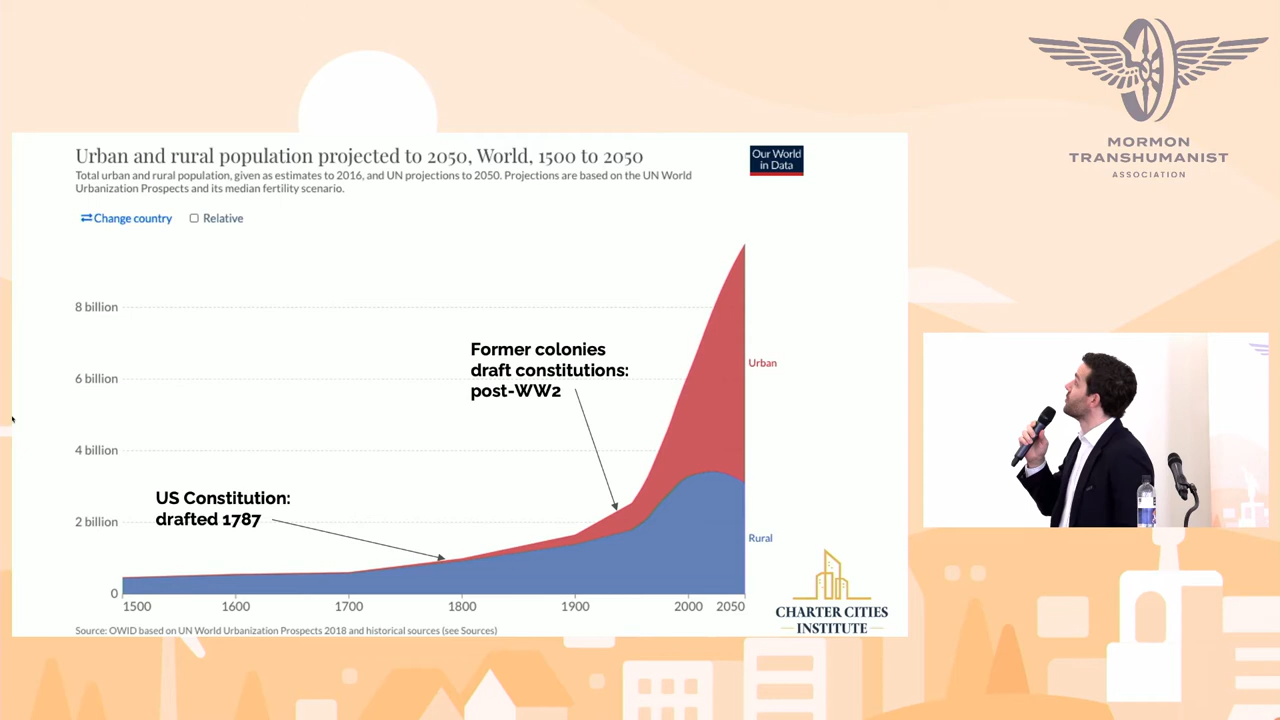 MORMON
TRANSHUMANIST
ASSOCIATION
Urban and rural population projected to 2050, World, 1500 to 2050
Total urban and rural population, given as estimates to 2016, and UN projections to 2050. Projections are based on the UN World
Urbanization Prospects and its median fertility scenario.
Our World
in Data
Change country
Relative
8 billion
6 billion
4 billion
2 billion
0
Former colonies
draft constitutions:
post-WW2
US Constitution:
drafted 1787
Urban
Rural
1500
1600
1700
1800
1900
2000
2050
CHARTER CITIES
INSTITUTE
Source: OWID based on UN World Urbanization Prospects 2018 and historical sources (see Sources)